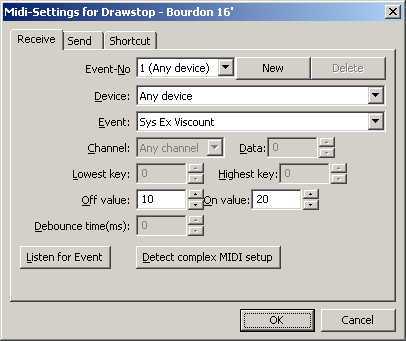 Midi-Settings for Drawstop - Bourdon 16'
Receive Send Shortcut
Event-No 1 (Any device) New Delete
Device: Any device
Event: Sys Ex Viscount
Channel: Any channel Data: 0
Lowest key: 0 Highest key: 0
Off value: 10 On value: 20
Debounce time(ms): 0
Listen for Event Detect complex MIDI setup
OK Cancel